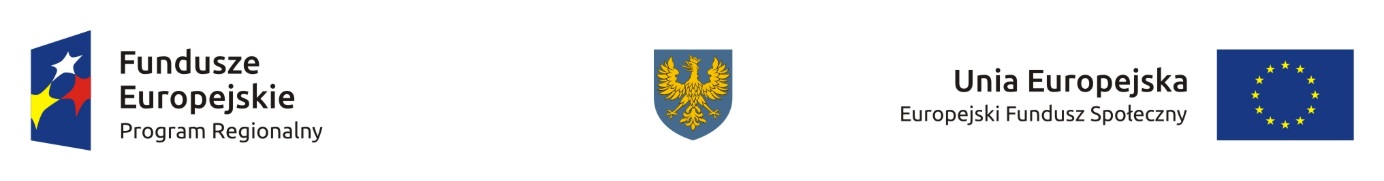 Fundusze
Europejskie
Program Regionalny
Unia Europejska
Europejski Fundusz Społeczny